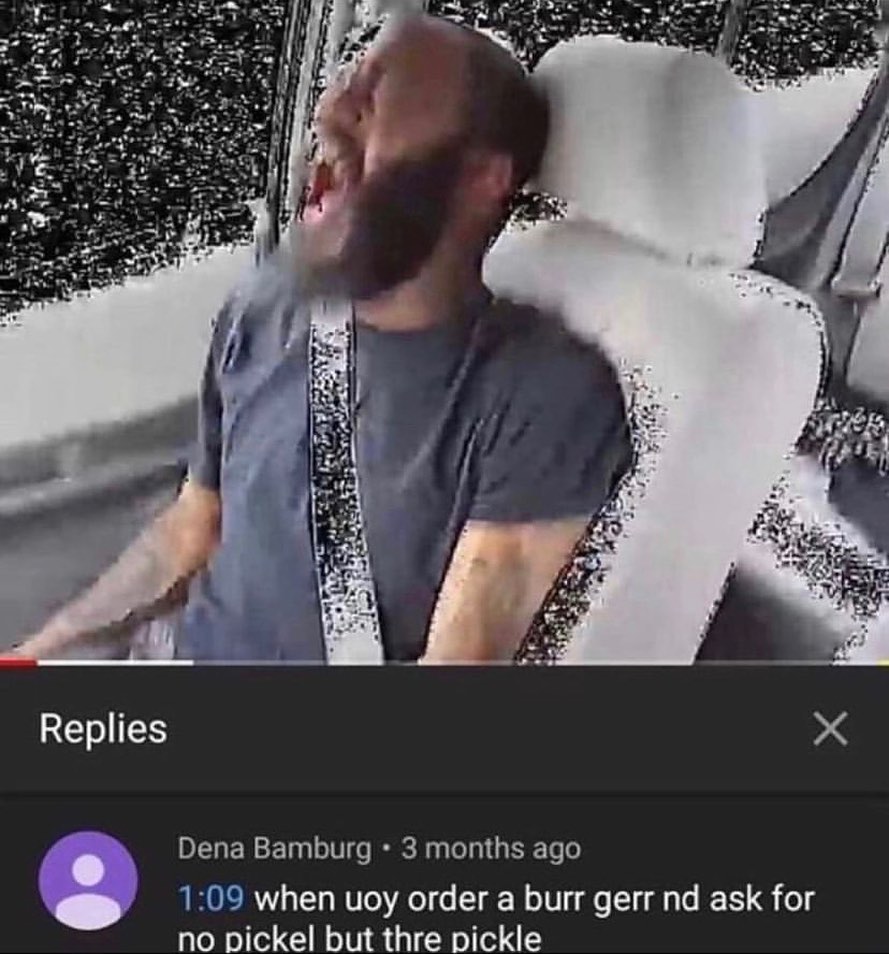 Replies
Dena Bamburg • 3 months ago
1:09 when uoy order a burr gerr nd ask for
no pickel but thre pickle